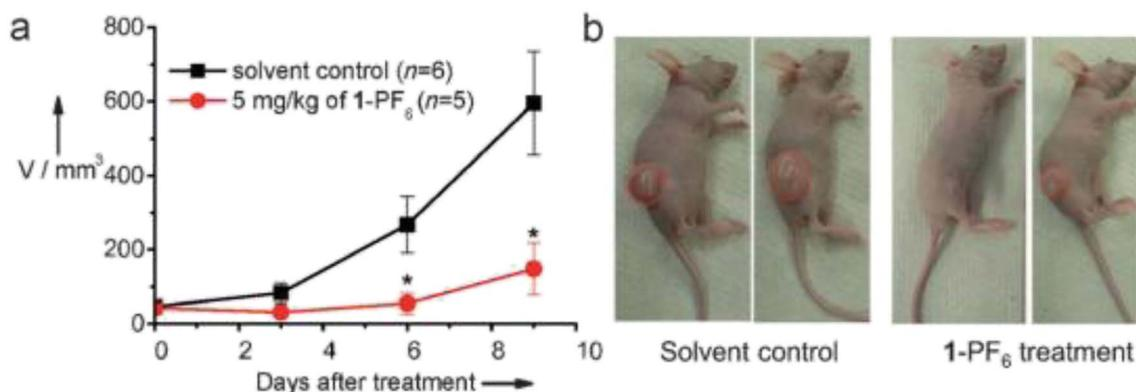 a
800
600
400
200
0
V / mm³
solvent control (n=6)
5 mg/kg of 1-PF₆ (n=5)
*
*
0 2 4 6 8 10
Days after treatment
b
Solvent control
1-PF₆ treatment